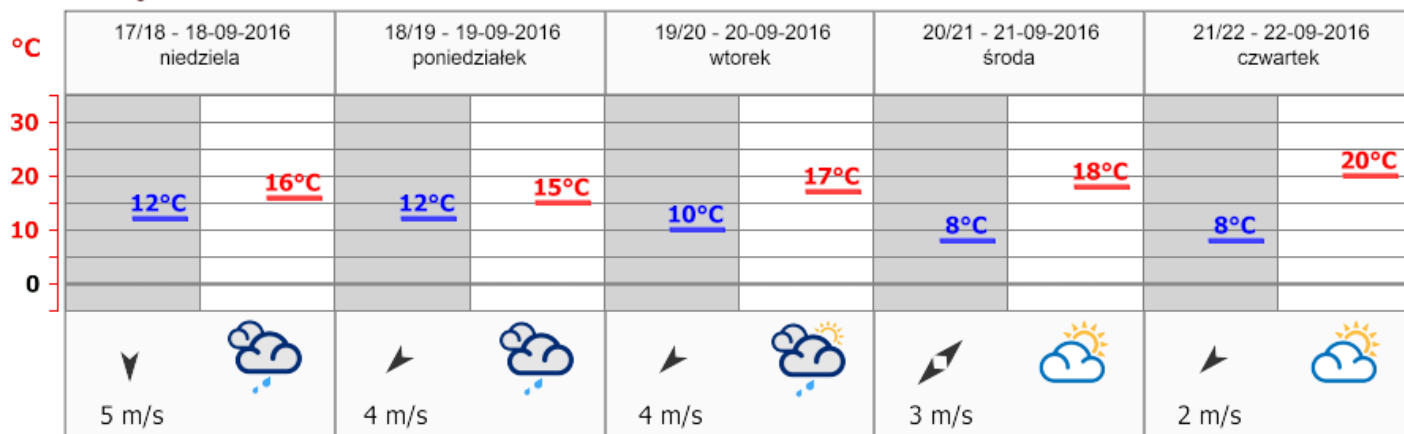 °C
17/18 - 18-09-2016
niedziela
18/19 - 19-09-2016
poniedziałek
19/20 - 20-09-2016
wtorek
20/21 - 21-09-2016
środa
21/22 - 22-09-2016
czwartek
30
20
10
0
12°C
16°C
12°C
15°C
10°C
17°C
8°C
18°C
8°C
20°C
5 m/s
4 m/s
4 m/s
3 m/s
2 m/s